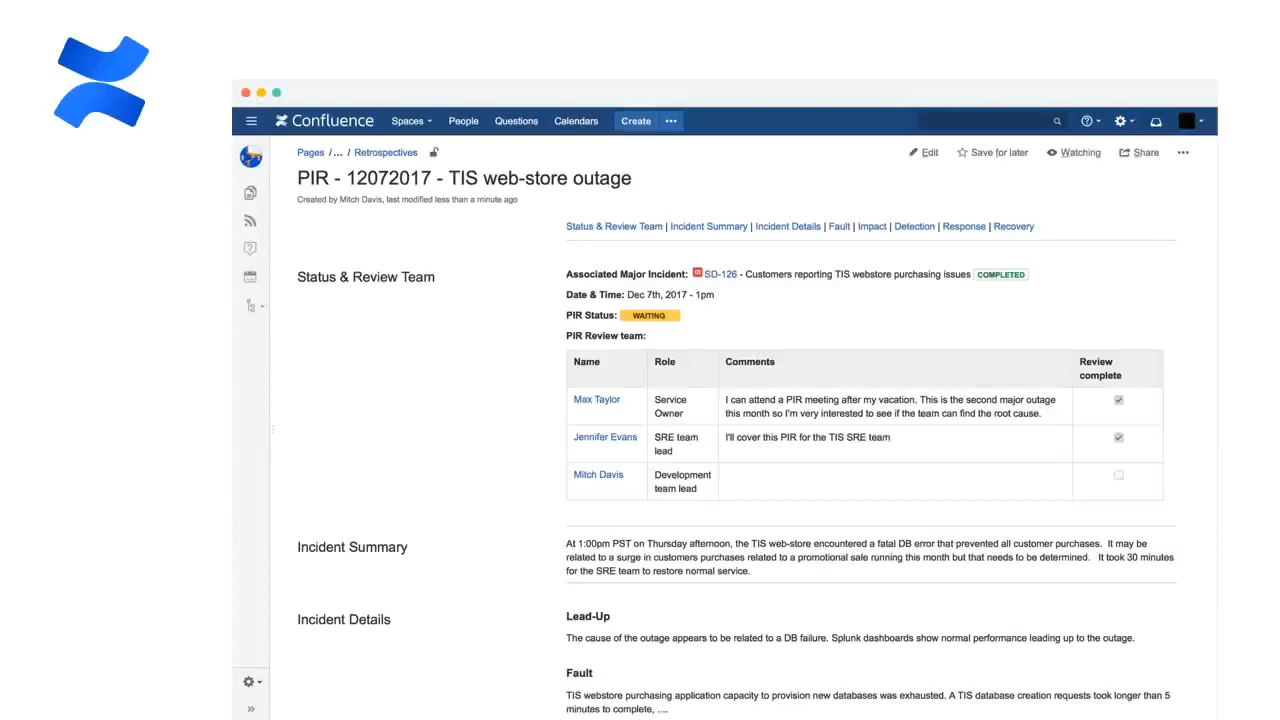 Confluence Spaces People Questions Calendars Create •••
Pages / ... / Retrospectives
Edit Save for later Watching Share •••
PIR - 12072017 - TIS web-store outage
Created by Mitch Davis, last modified less than a minute ago
Status & Review Team | Incident Summary | Incident Details | Fault | Impact | Detection | Response | Recovery
Status & Review Team
Associated Major Incident: SD-126 - Customers reporting TIS webstore purchasing issues COMPLETED
Date & Time: Dec 7th, 2017 - 1pm
PIR Status: WAITING
PIR Review team:
Name Role Comments Review
complete
Max Taylor Service I can attend a PIR meeting after my vacation. This is the second major outage
Owner this month so I'm very interested to see if the team can find the root cause.
Jennifer Evans SRE team I'll cover this PIR for the TIS SRE team
lead
Mitch Davis Development
team lead
Incident Summary
At 1:00pm PST on Thursday afternoon, the TIS web-store encountered a fatal DB error that prevented all customer purchases. It may be
related to a surge in customers purchases related to a promotional sale running this month but that needs to be determined. It took 30 minutes
for the SRE team to restore normal service.
Incident Details
Lead-Up
The cause of the outage appears to be related to a DB failure. Splunk dashboards show normal performance leading up to the outage.
Fault
TIS webstore purchasing application capacity to provision new databases was exhausted. A TIS database creation requests took longer than 5
minutes to complete, ....